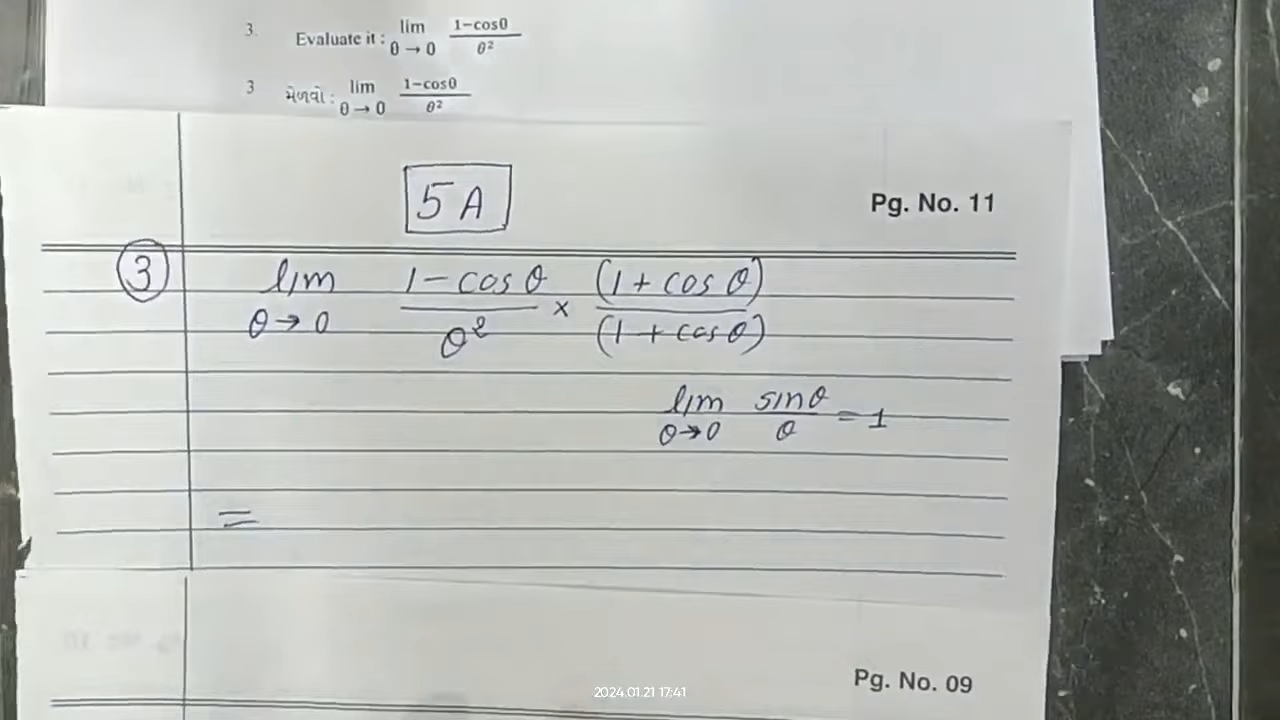 3. Evaluate it : lim θ → 0 1−cosθ / θ²
3 મેળવો : lim θ → 0 1−cosθ / θ²
5 A
Pg. No. 11
3 lim θ → 0 1 − cos θ / θ² × (1 + cos θ) / (1 + cos θ)
lim θ→0 sinθ / θ = 1
=
Pg. No. 09
2024.01.21 17:41